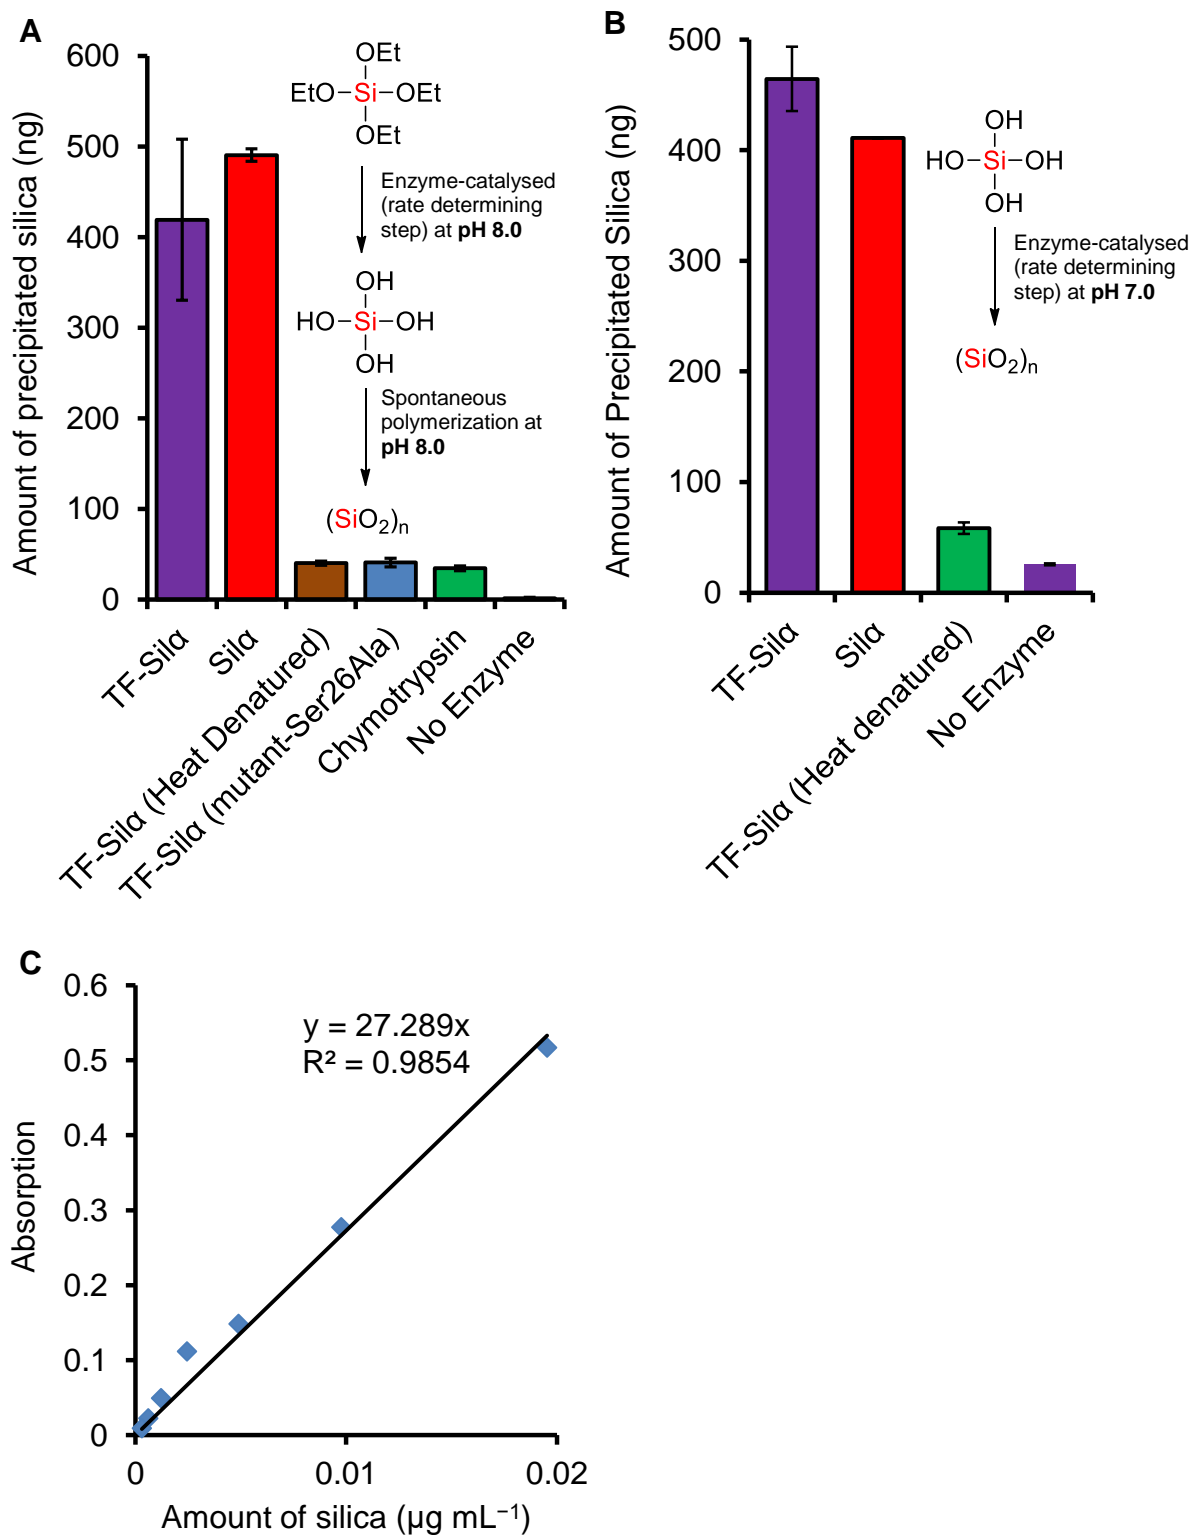 A
600
500
400
300
200
100
0
Amount of precipitated silica (ng)
OEt
EtO–Si–OEt
OEt
Enzyme-catalysed
(rate determining
step) at pH 8.0
OH
HO–Si–OH
OH
Spontaneous
polymerization at
pH 8.0
(SiO₂)ₙ
TF-Silα
Silα
TF-Silα (Heat Denatured)
TF-Silα (mutant-Ser26Ala)
Chymotrypsin
No Enzyme
B
500
400
300
200
100
0
Amount of Precipitated Silica (ng)
OH
HO–Si–OH
OH
Enzyme-catalysed
(rate determining
step) at pH 7.0
(SiO₂)ₙ
TF-Silα
Silα
TF-Silα (Heat denatured)
No Enzyme
C
0.6
0.5
0.4
0.3
0.2
0.1
0
Absorption
y = 27.289x
R² = 0.9854
0
0.01
0.02
Amount of silica (µg mL⁻¹)